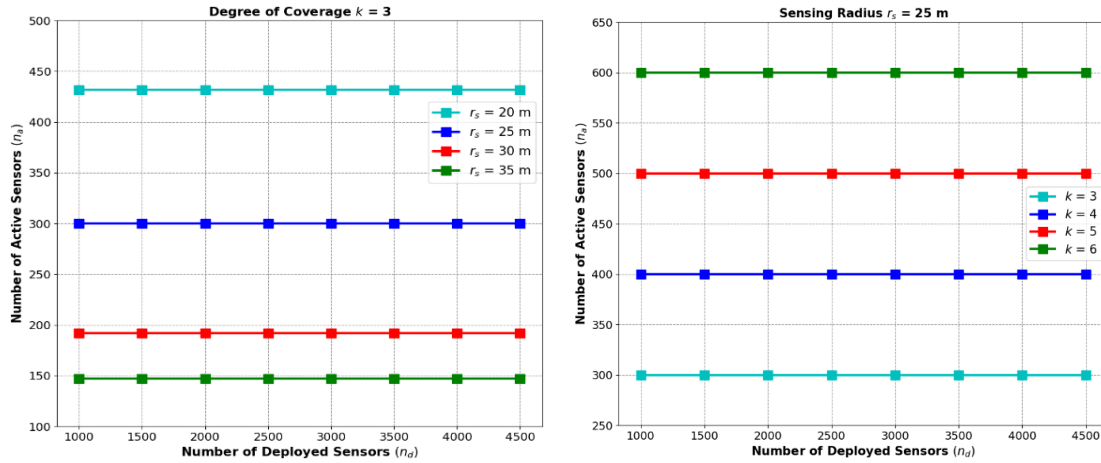 Degree of Coverage k = 3
500
450
400
350
300
250
200
150
100
Number of Active Sensors (nₐ)
r_s = 20 m
r_s = 25 m
r_s = 30 m
r_s = 35 m
1000 1500 2000 2500 3000 3500 4000 4500
Number of Deployed Sensors (n_d)
Sensing Radius r_s = 25 m
650
600
550
500
450
400
350
300
250
Number of Active Sensors (nₐ)
k = 3
k = 4
k = 5
k = 6
1000 1500 2000 2500 3000 3500 4000 4500
Number of Deployed Sensors (n_d)